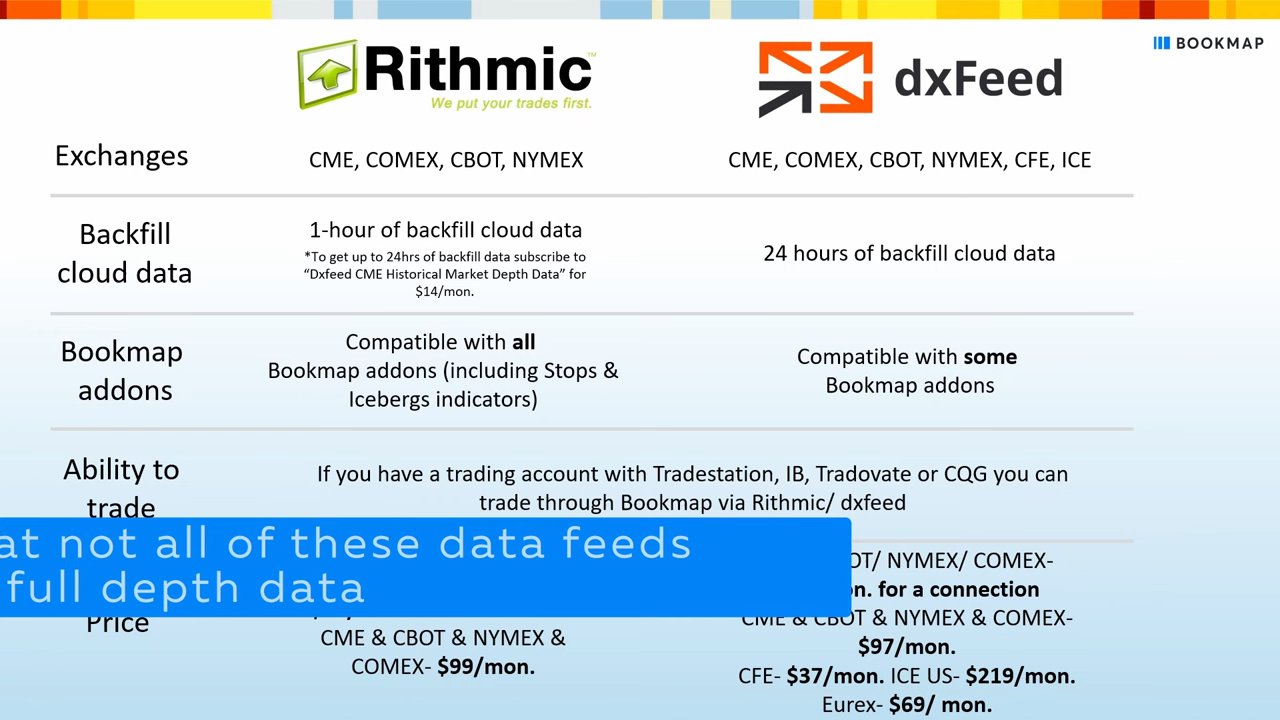 Rithmic™
We put your trades first.
dxFeed
BOOKMAP
Exchanges
CME, COMEX, CBOT, NYMEX
CME, COMEX, CBOT, NYMEX, CFE, ICE
Backfill
cloud data
1-hour of backfill cloud data
*To get up to 24hrs of backfill data subscribe to
“Dxfeed CME Historical Market Depth Data” for
$14/mon.
24 hours of backfill cloud data
Bookmap
addons
Compatible with all
Bookmap addons (including Stops &
Icebergs indicators)
Compatible with some
Bookmap addons
Ability to
trade
If you have a trading account with Tradestation, IB, Tradovate or CQG you can
trade through Bookmap via Rithmic/ dxfeed
at not all of these data feeds
full depth data
Price
CME & CBOT & NYMEX &
COMEX- $99/mon.
OT/ NYMEX/ COMEX-
on. for a connection
CME & CBOT & NYMEX & COMEX-
$97/mon.
CFE- $37/mon. ICE US- $219/mon.
Eurex- $69/ mon.